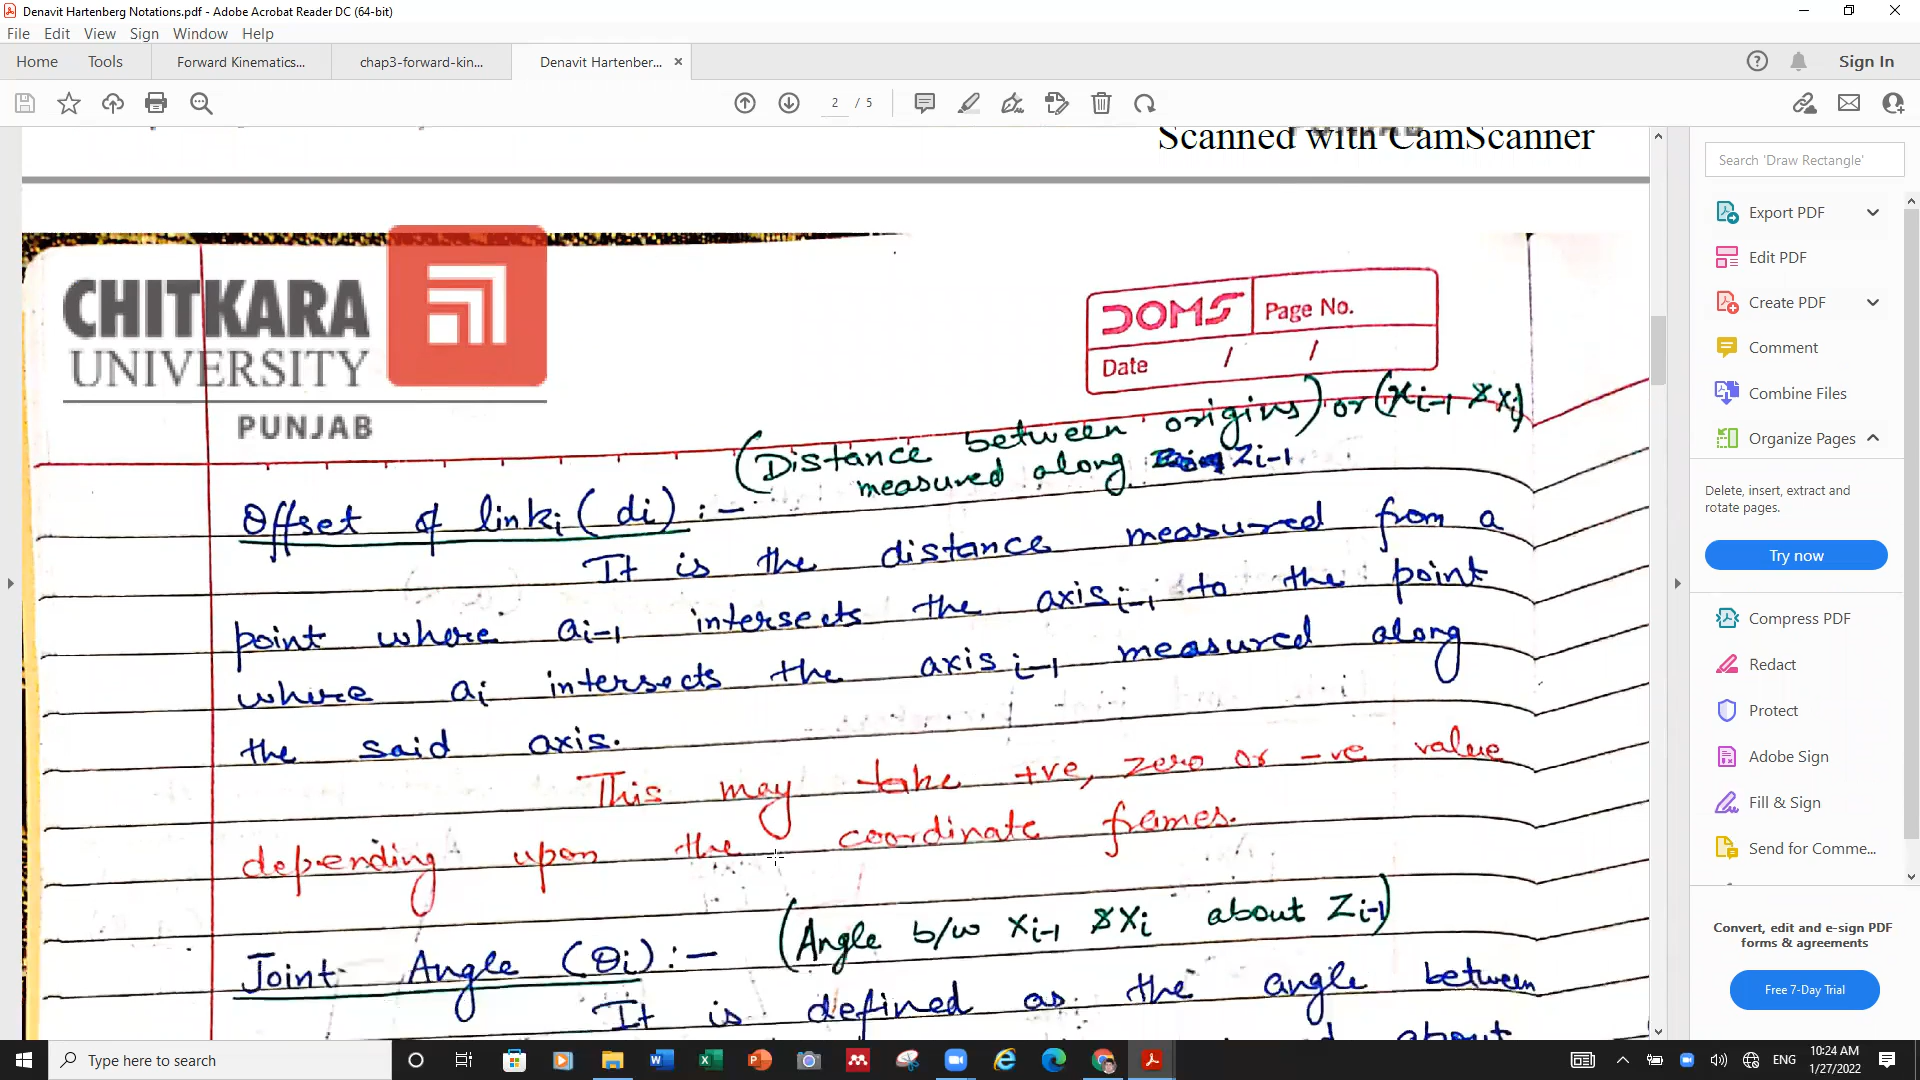 Denavit Hartenberg Notations.pdf - Adobe Acrobat Reader DC (64-bit)
File Edit View Sign Window Help
Home Tools Forward Kinematics... chap3-forward-kin... Denavit Hartenber... ×
Sign In
2 / 5
Scanned with CamScanner
Search 'Draw Rectangle'
Export PDF
Edit PDF
Create PDF
Comment
Combine Files
Organize Pages
Delete, insert, extract and
rotate pages.
Try now
Compress PDF
Redact
Protect
Adobe Sign
Fill & Sign
Send for Comme...
Convert, edit and e-sign PDF
forms & agreements
Free 7-Day Trial
CHITKARA
UNIVERSITY
PUNJAB
DOMS Page No.
Date / /
(Distance between origins) or (Xi-1 & Xi)
measured along Zi-1
Offset of linki (di) :-
It is the distance measured from a
point where ai-1 intersects the axisi-1 to the point
where ai intersects the axisi-1 measured along
the said axis.
This may take +ve, zero or -ve value
depending upon the coordinate frames.
Joint Angle (θi) :- (Angle b/w Xi-1 & Xi about Zi-1)
It is defined as the angle between
about
Type here to search
ENG
10:24 AM
1/27/2022